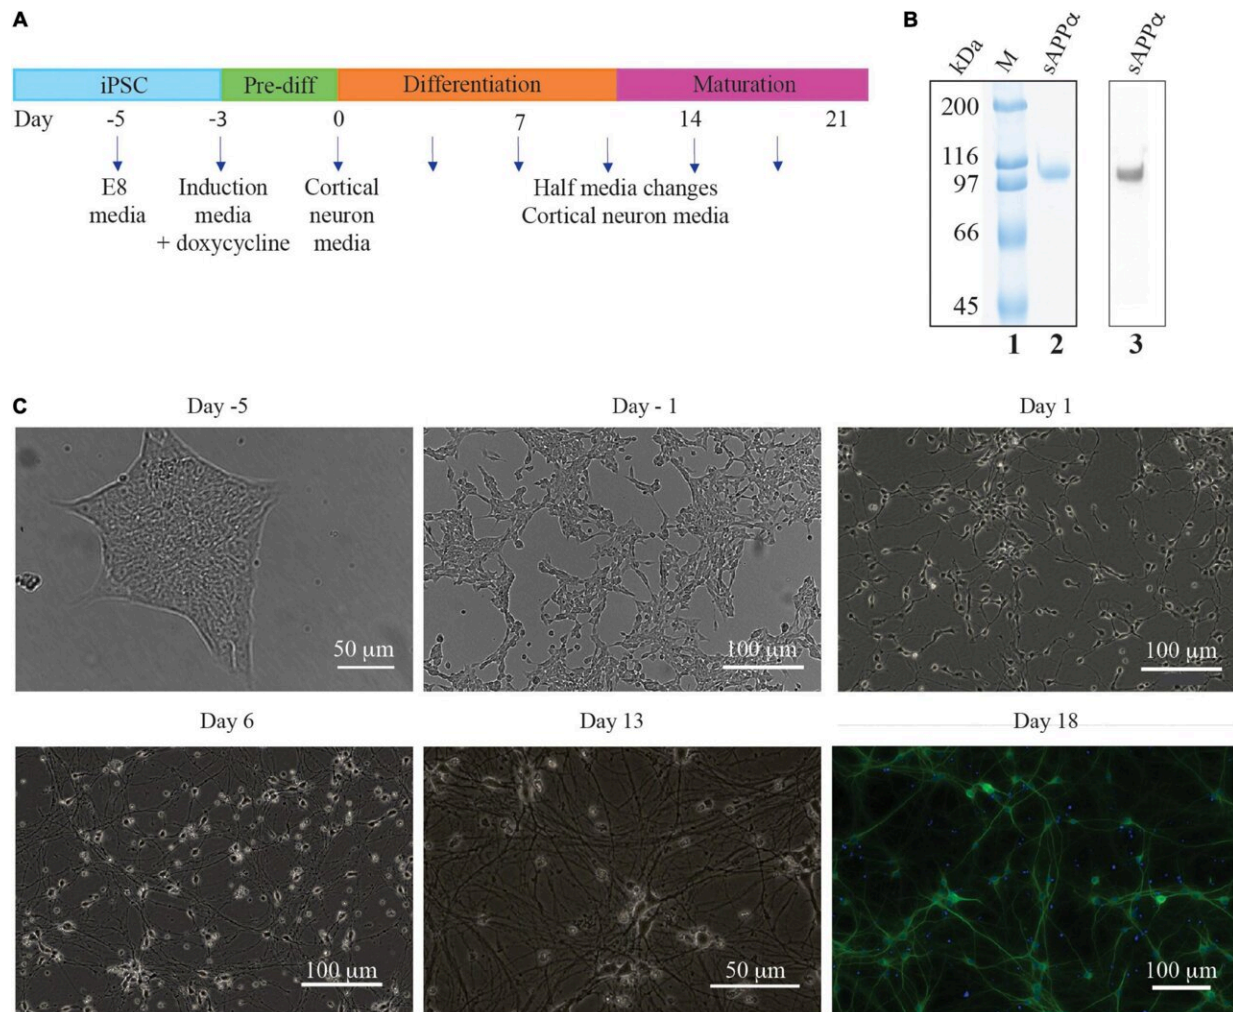 A
iPSC Pre-diff Differentiation Maturation
Day -5 -3 0 7 14 21
E8
media
Induction
media
+ doxycycline
Cortical
neuron
media
Half media changes
Cortical neuron media
B
kDa M sAPPα sAPPα
200
116
97
66
45
1 2 3
C
Day -5 Day - 1 Day 1
50 μm 100 μm 100 μm
Day 6 Day 13 Day 18
100 μm 50 μm 100 μm